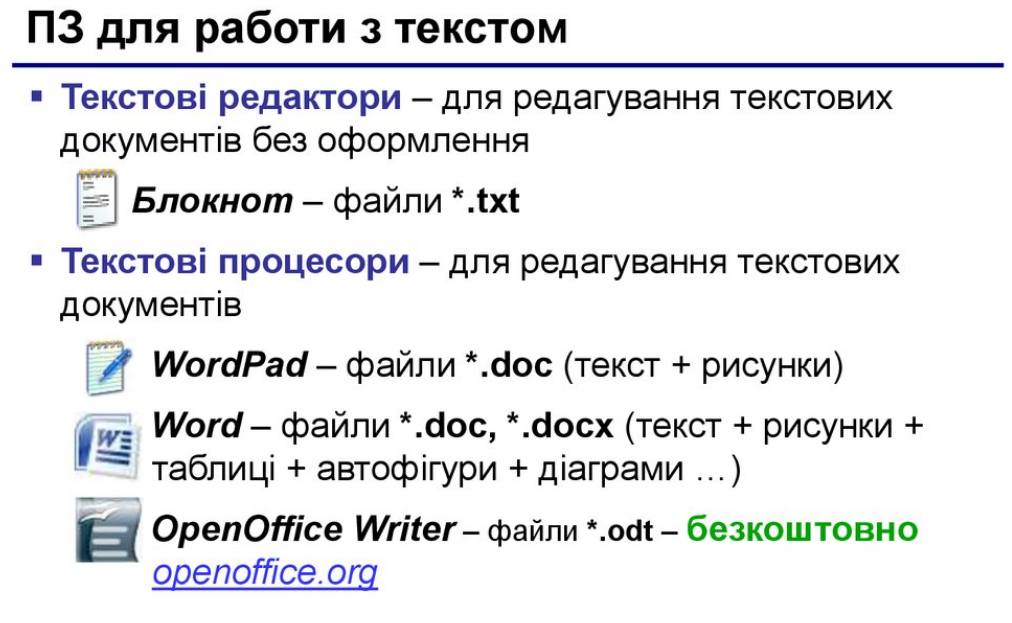 ПЗ для работи з текстом
▪ Текстові редактори – для редагування текстових
документів без оформлення
Блокнот – файли *.txt
▪ Текстові процесори – для редагування текстових
документів
WordPad – файли *.doc (текст + рисунки)
Word – файли *.doc, *.docx (текст + рисунки +
таблиці + автофігури + діаграми …)
OpenOffice Writer – файли *.odt – безкоштовно
openoffice.org